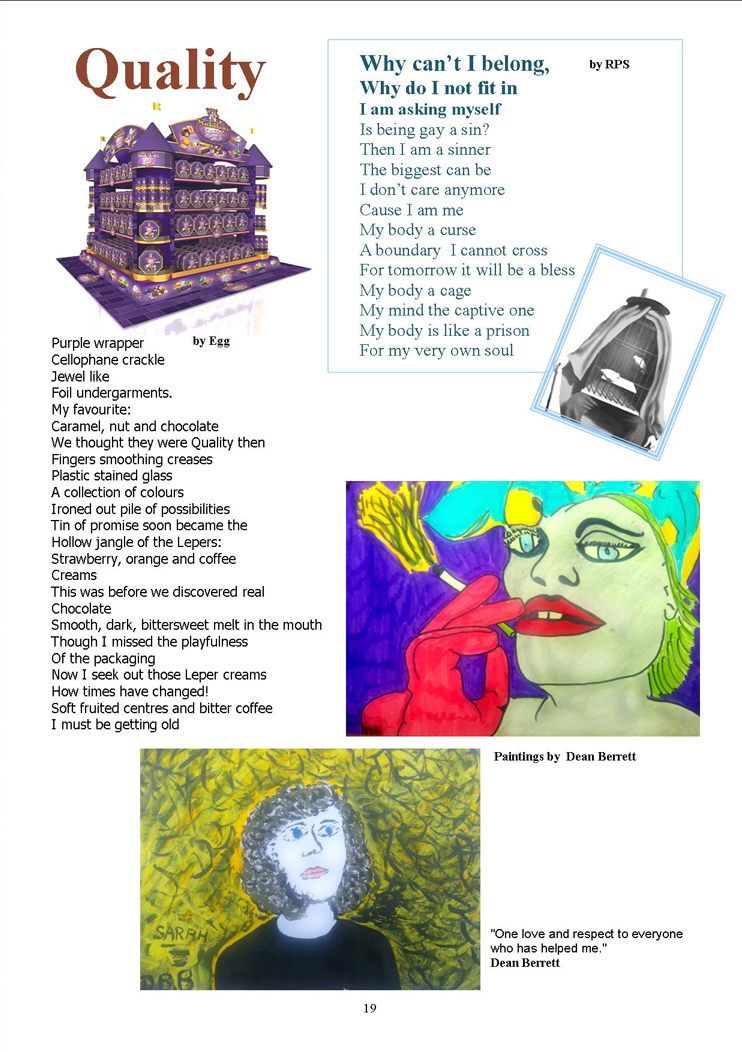 Quality
by Egg
Purple wrapper
Cellophane crackle
Jewel like
Foil undergarments.
My favourite:
Caramel, nut and chocolate
We thought they were Quality then
Fingers smoothing creases
Plastic stained glass
A collection of colours
Ironed out pile of possibilities
Tin of promise soon became the
Hollow jangle of the Lepers:
Strawberry, orange and coffee
Creams
This was before we discovered real
Chocolate
Smooth, dark, bittersweet melt in the mouth
Though I missed the playfulness
Of the packaging
Now I seek out those Leper creams
How times have changed!
Soft fruited centres and bitter coffee
I must be getting old
Why can't I belong,
by RPS
Why do I not fit in
I am asking myself
Is being gay a sin?
Then I am a sinner
The biggest can be
I don't care anymore
Cause I am me
My body a curse
A boundary I cannot cross
For tomorrow it will be a bless
My body a cage
My mind the captive one
My body is like a prison
For my very own soul
Paintings by Dean Berrett
SARAH
"One love and respect to everyone
who has helped me."
Dean Berrett
19